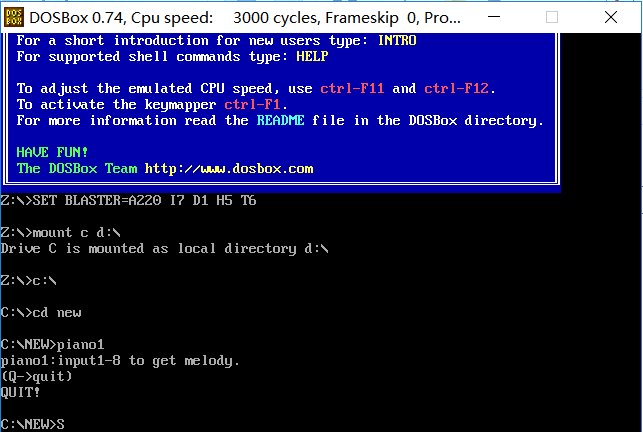 DOSBox 0.74, Cpu speed:    3000 cycles, Frameskip  0, Pro...
For a short introduction for new users type: INTRO
For supported shell commands type: HELP
To adjust the emulated CPU speed, use ctrl-F11 and ctrl-F12.
To activate the keymapper ctrl-F1.
For more information read the README file in the DOSBox directory.
HAVE FUN!
The DOSBox Team http://www.dosbox.com
Z:\>SET BLASTER=A220 I7 D1 H5 T6
Z:\>mount c d:\
Drive C is mounted as local directory d:\
Z:\>c:\
C:\>cd new
C:\NEW>piano1
piano1:input1-8 to get melody.
(Q->quit)
QUIT!
C:\NEW>S